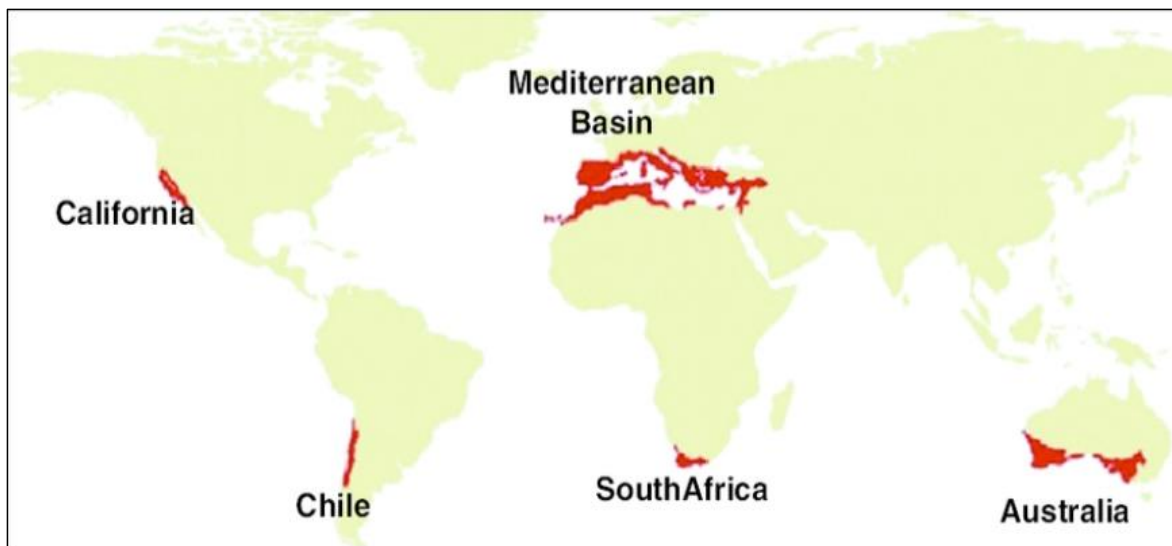 Mediterranean
Basin
California
Chile
SouthAfrica
Australia